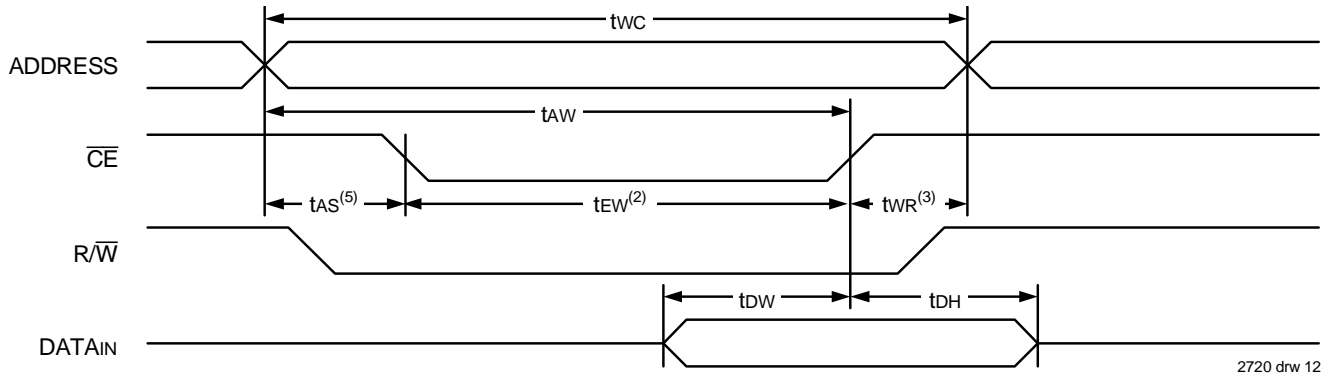 tWC
ADDRESS
tAW
CE
tAS(5) tEW(2) tWR(3)
R/W
tDW tDH
DATAIN
2720 drw 12